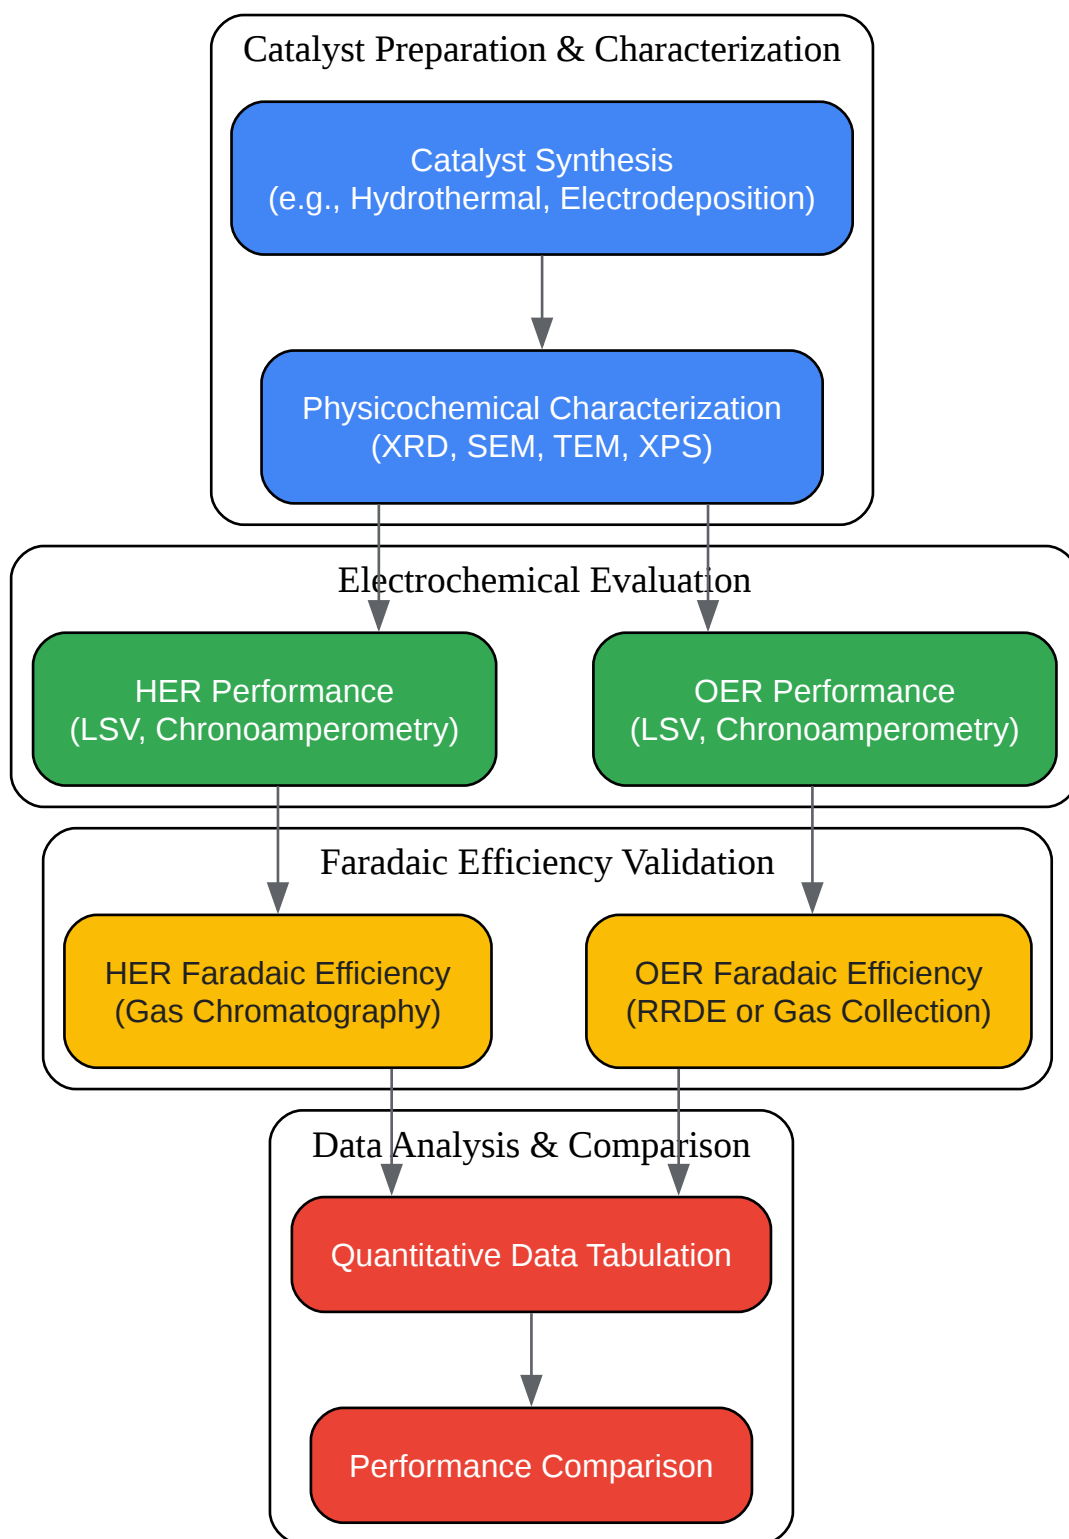 Catalyst Preparation & Characterization
Catalyst Synthesis
(e.g., Hydrothermal, Electrodeposition)
Physicochemical Characterization
(XRD, SEM, TEM, XPS)
Electrochemical Evaluation
HER Performance
(LSV, Chronoamperometry)
OER Performance
(LSV, Chronoamperometry)
Faradaic Efficiency Validation
HER Faradaic Efficiency
(Gas Chromatography)
OER Faradaic Efficiency
(RRDE or Gas Collection)
Data Analysis & Comparison
Quantitative Data Tabulation
Performance Comparison